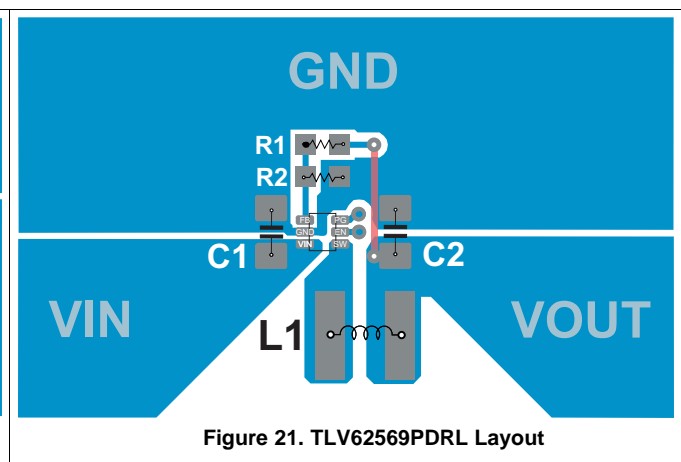 GND
R1
R2
FB PG
GND EN
VIN SW
C1 C2
VIN L1 VOUT
Figure 21. TLV62569PDRL Layout